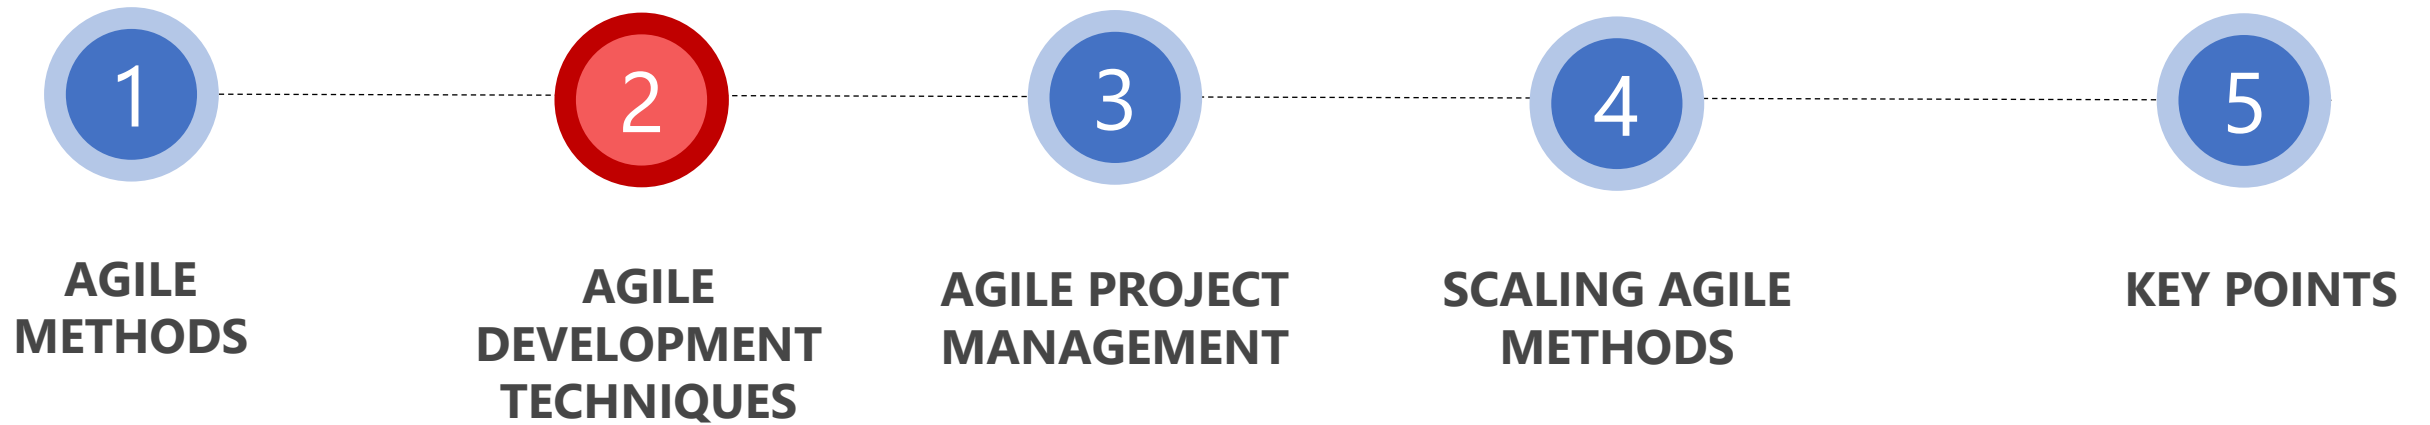 1
2
3
4
5
AGILE
METHODS
AGILE
DEVELOPMENT
TECHNIQUES
AGILE PROJECT
MANAGEMENT
SCALING AGILE
METHODS
KEY POINTS